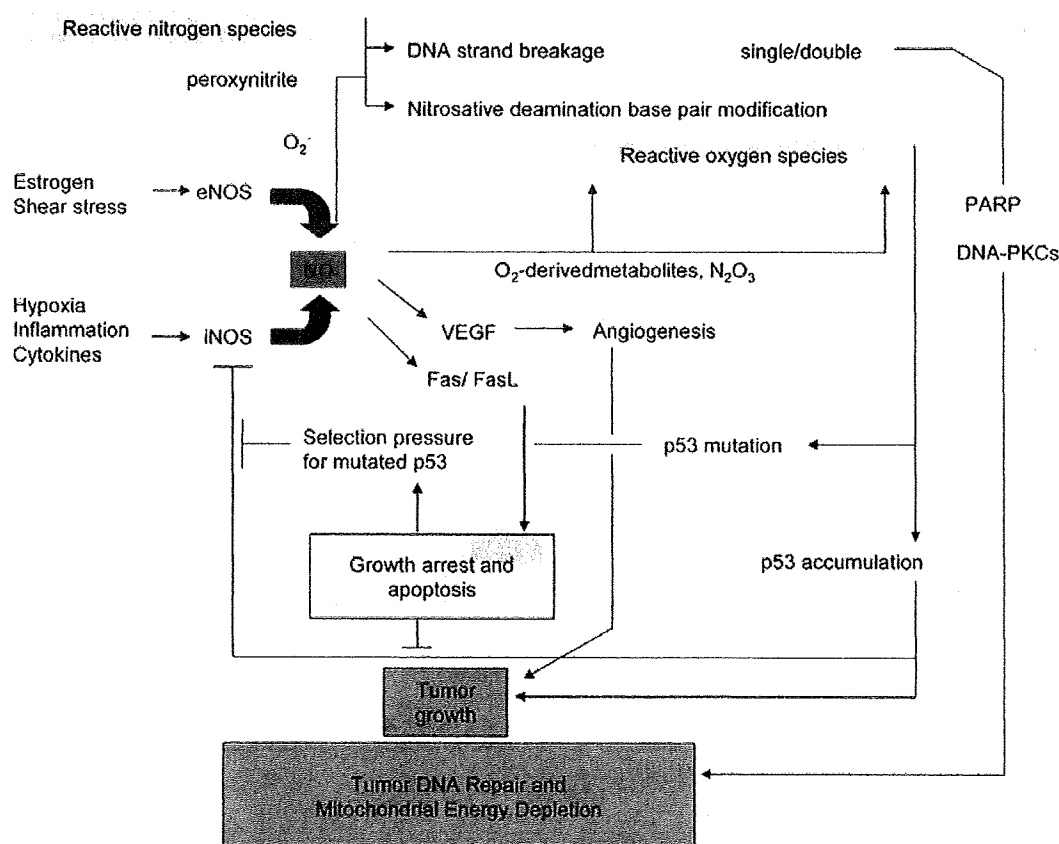 Reactive nitrogen species
DNA strand breakage
single/double
peroxynitrite
Nitrosative deamination base pair modification
O₂⁻
Reactive oxygen species
Estrogen
Shear stress
eNOS
PARP
DNA-PKCs
NO
O₂-derivedmetabolites, N₂O₃
Hypoxia
Inflammation
Cytokines
iNOS
VEGF
Angiogenesis
Fas/ FasL
Selection pressure
for mutated p53
p53 mutation
Growth arrest and
apoptosis
p53 accumulation
Tumor
growth
Tumor DNA Repair and
Mitochondrial Energy Depletion